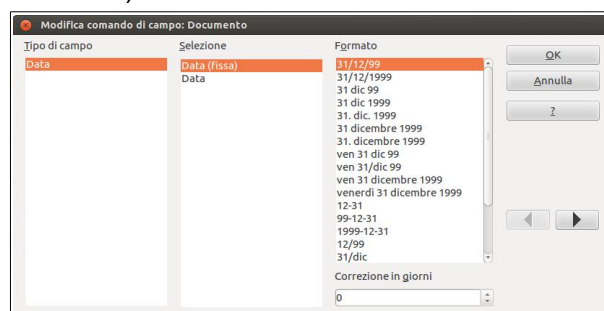 Modifica comando di campo: Documento
Tipo di campo
Data
Selezione
Data (fissa)
Data
Formato
31/12/99
31/12/1999
31 dic 99
31 dic 1999
31. dic. 1999
31 dicembre 1999
31. dicembre 1999
ven 31 dic 99
ven 31/dic 99
ven 31 dicembre 1999
venerdì 31 dicembre 1999
12-31
99-12-31
1999-12-31
12/99
31/dic
Correzione in giorni
0
OK
Annulla
?